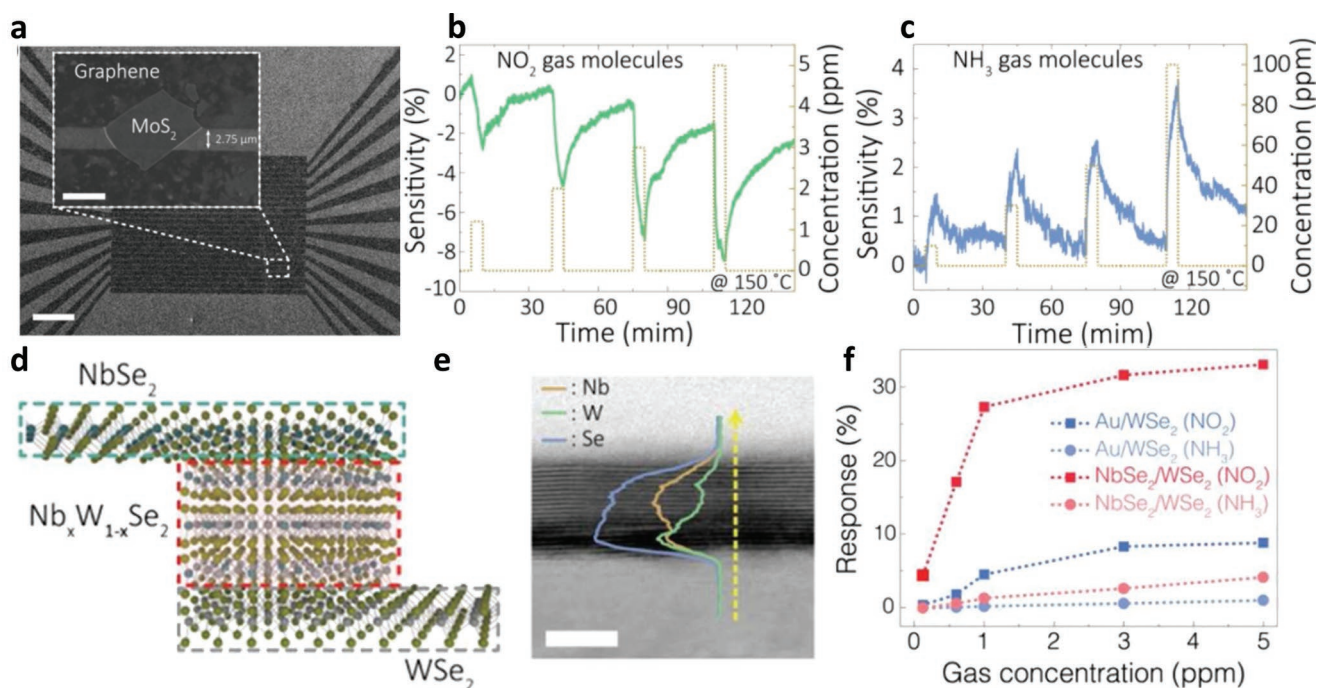 a
Graphene
MoS₂
2.75 μm
b
NO₂ gas molecules
Sensitivity (%)
2
0
-2
-4
-6
-8
-10
Concentration (ppm)
5
4
3
2
1
0
@ 150 °C
0 30 60 90 120
Time (mim)
c
NH₃ gas molecules
Sensitivity (%)
4
3
2
1
0
Concentration (ppm)
100
80
60
40
20
0
@ 150 °C
0 30 60 90 120
Time (mim)
d
NbSe₂
NbₓW₁₋ₓSe₂
WSe₂
e
: Nb
: W
: Se
f
Response (%)
30
20
10
0
Au/WSe₂ (NO₂)
Au/WSe₂ (NH₃)
NbSe₂/WSe₂ (NO₂)
NbSe₂/WSe₂ (NH₃)
0 1 2 3 4 5
Gas concentration (ppm)